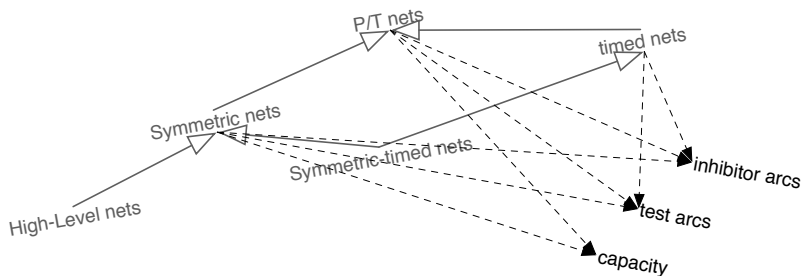 P/T nets
timed nets
Symmetric nets
Symmetric-timed nets
inhibitor arcs
High-Level nets
test arcs
capacity